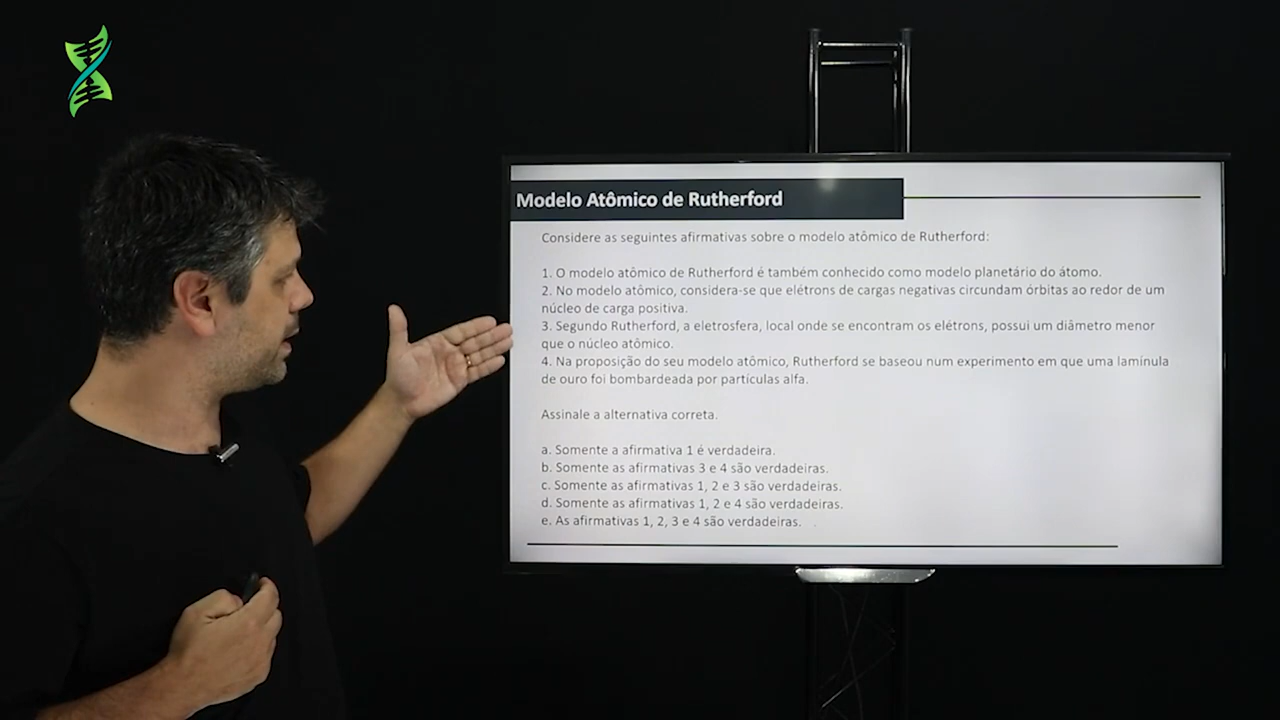 Modelo Atômico de Rutherford
Considere as seguintes afirmativas sobre o modelo atômico de Rutherford:
1. O modelo atômico de Rutherford é também conhecido como modelo planetário do átomo.
2. No modelo atômico, considera-se que elétrons de cargas negativas circundam órbitas ao redor de um
núcleo de carga positiva.
3. Segundo Rutherford, a eletrosfera, local onde se encontram os elétrons, possui um diâmetro menor
que o núcleo atômico.
4. Na proposição do seu modelo atômico, Rutherford se baseou num experimento em que uma lamínula
de ouro foi bombardeada por partículas alfa.
Assinale a alternativa correta.
a. Somente a afirmativa 1 é verdadeira.
b. Somente as afirmativas 3 e 4 são verdadeiras.
c. Somente as afirmativas 1, 2 e 3 são verdadeiras.
d. Somente as afirmativas 1, 2 e 4 são verdadeiras.
e. As afirmativas 1, 2, 3 e 4 são verdadeiras.